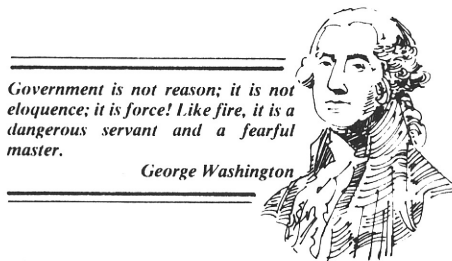 Government is not reason; it is not
eloquence; it is force! Like fire, it is a
dangerous servant and a fearful
master.
George Washington